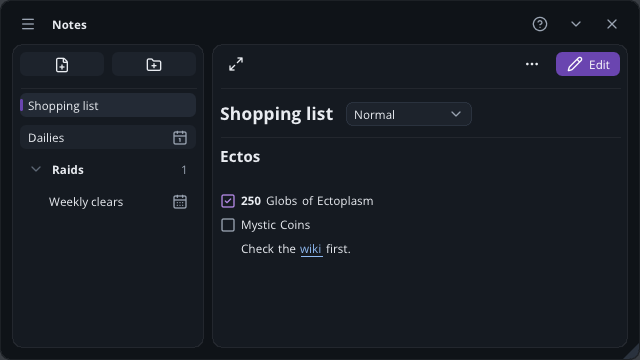 Notes
Edit
Shopping list
Dailies
Raids 1
Weekly clears
Shopping list Normal
Ectos
250 Globs of Ectoplasm
Mystic Coins
Check the wiki first.